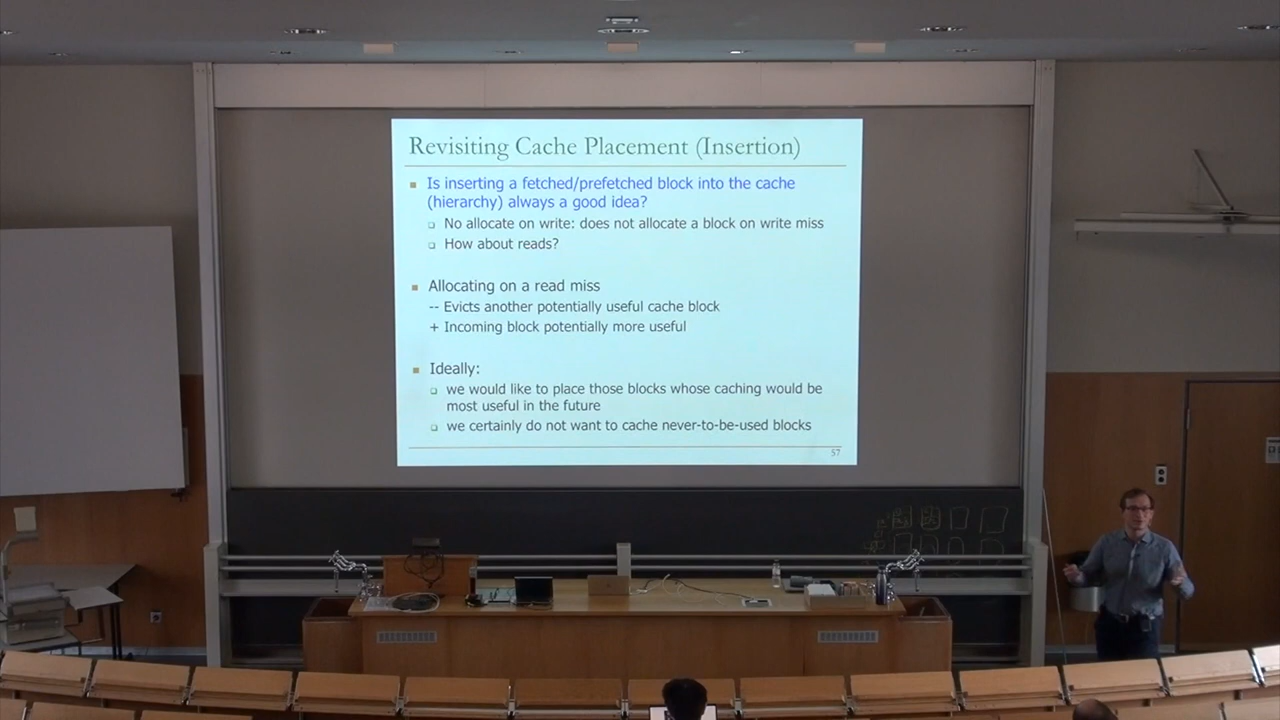 Revisiting Cache Placement (Insertion)
Is inserting a fetched/prefetched block into the cache
(hierarchy) always a good idea?
No allocate on write: does not allocate a block on write miss
How about reads?
Allocating on a read miss
-- Evicts another potentially useful cache block
+ Incoming block potentially more useful
Ideally:
we would like to place those blocks whose caching would be
most useful in the future
we certainly do not want to cache never-to-be-used blocks
57